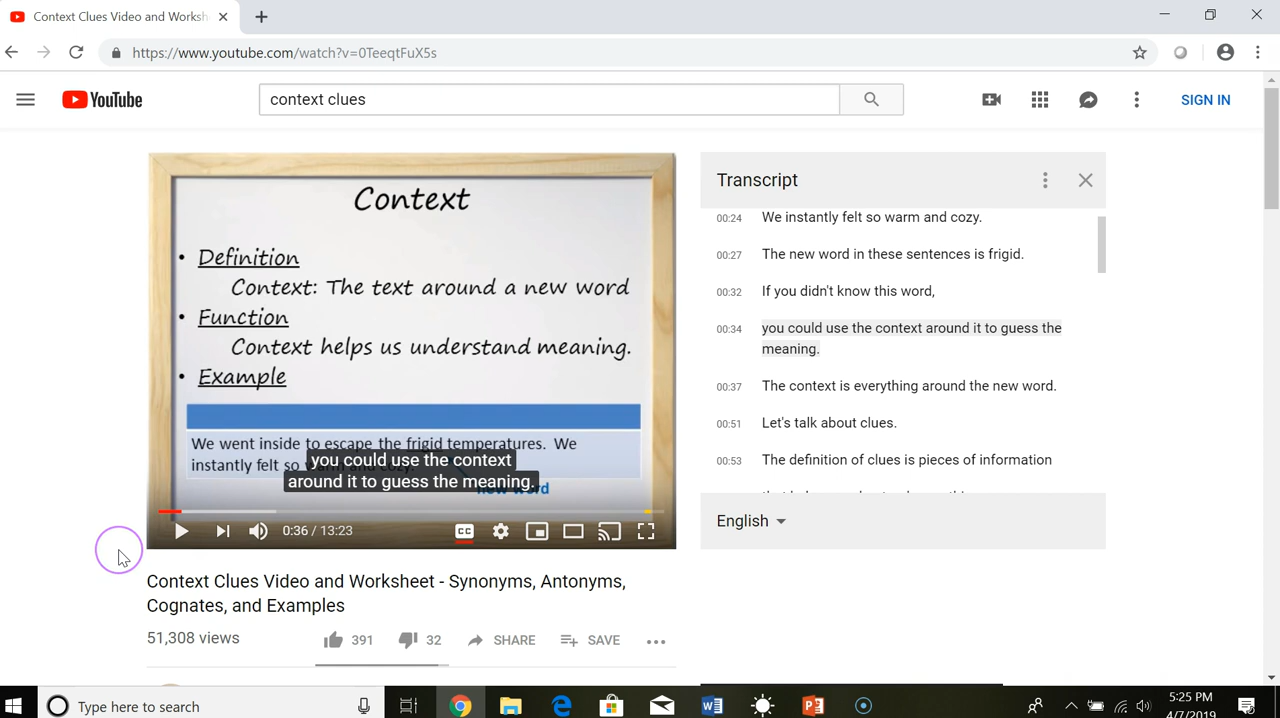 Context Clues Video and Worksh
https://www.youtube.com/watch?v=0TeeqtFuX5s
YouTube
context clues
SIGN IN
Context
• Definition
Context: The text around a new word
• Function
Context helps us understand meaning.
• Example
We went inside to escape the frigid temperatures. We
instantly felt so warm and cozy.
you could use the context
around it to guess the meaning.
new word
0:36 / 13:23
CC
Transcript
00:24 We instantly felt so warm and cozy.
00:27 The new word in these sentences is frigid.
00:32 If you didn't know this word,
00:34 you could use the context around it to guess the
meaning.
00:37 The context is everything around the new word.
00:51 Let's talk about clues.
00:53 The definition of clues is pieces of information
English
Context Clues Video and Worksheet - Synonyms, Antonyms,
Cognates, and Examples
51,308 views
391
32
SHARE
SAVE
Type here to search
5:25 PM
4/7/2019